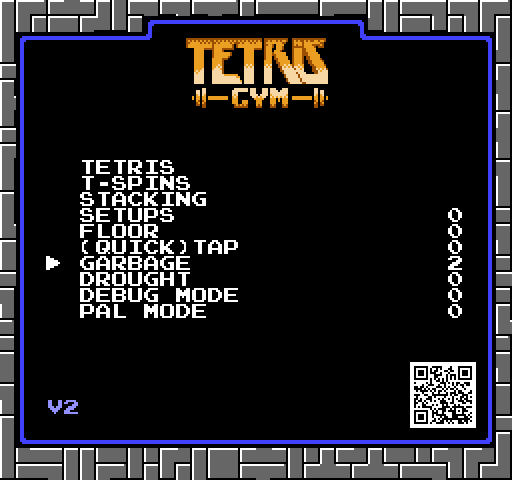 TETRIS
GYM
TETRIS
T-SPINS
STACKING
SETUPS 0
FLOOR 0
(QUICK)TAP 0
GARBAGE 2
DROUGHT 0
DEBUG MODE 0
PAL MODE 0
V2